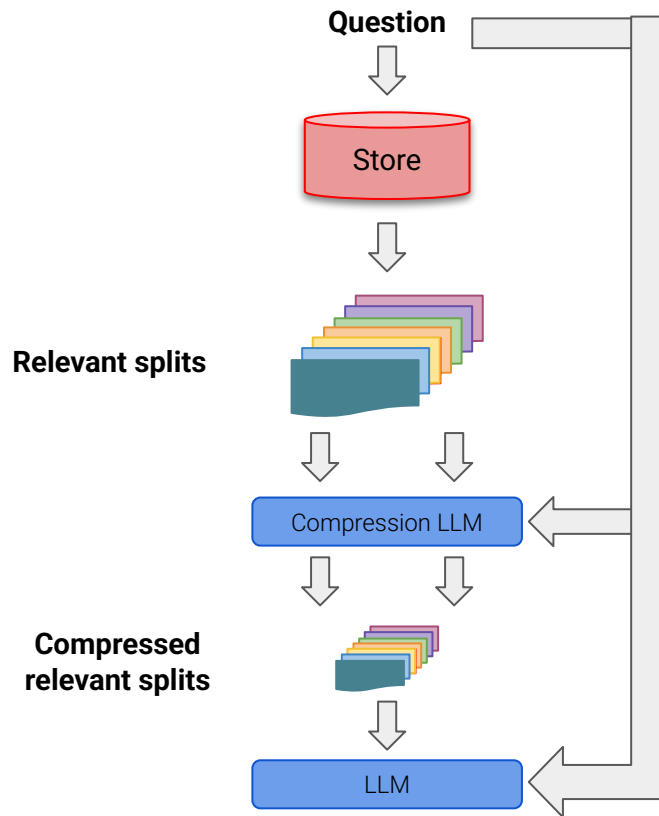 Question
Store
Relevant splits
Compression LLM
Compressed
relevant splits
LLM